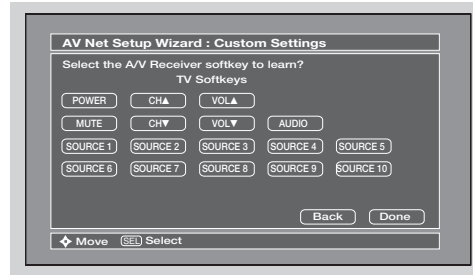 AV Net Setup Wizard : Custom Settings
Select the A/V Receiver softkey to learn?
TV Softkeys
POWER CH▲ VOL▲
MUTE CH▼ VOL▼ AUDIO
SOURCE 1 SOURCE 2 SOURCE 3 SOURCE 4 SOURCE 5
SOURCE 6 SOURCE 7 SOURCE 8 SOURCE 9 SOURCE 10
Back Done
Move SEL Select